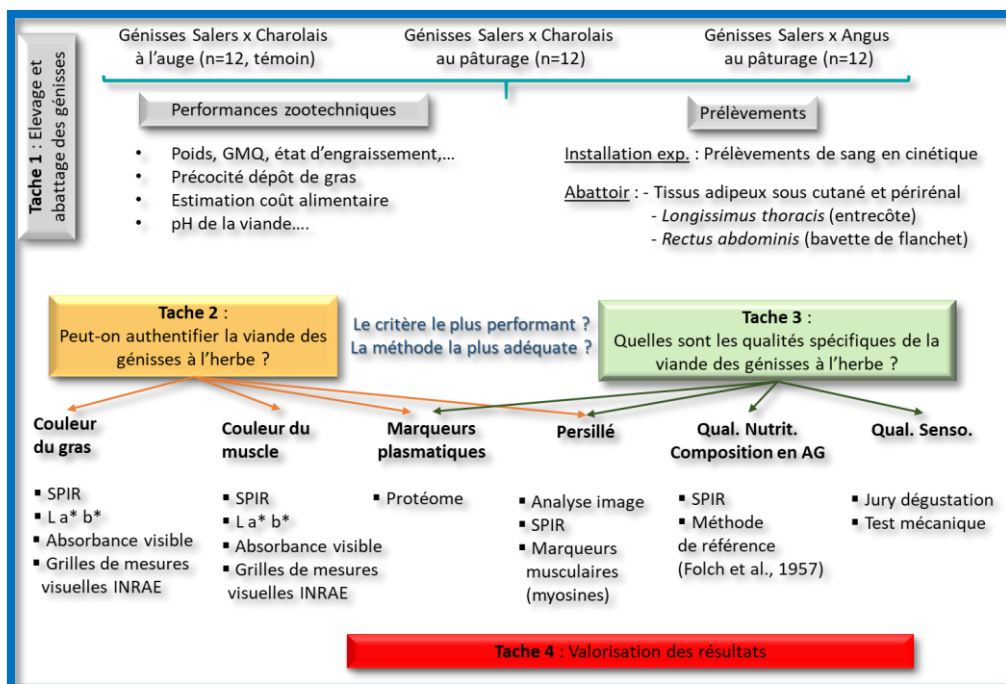 Tache 1 : Elevage et
abattage des génisses
Génisses Salers x Charolais
à l'auge (n=12, témoin)
Génisses Salers x Charolais
au pâturage (n=12)
Génisses Salers x Angus
au pâturage (n=12)
Performances zootechniques
• Poids, GMQ, état d'engraissement,...
• Précocité dépôt de gras
• Estimation coût alimentaire
• pH de la viande....
Prélèvements
Installation exp. : Prélèvements de sang en cinétique
Abattoir : - Tissus adipeux sous cutané et périrénal
- Longissimus thoracis (entrecôte)
- Rectus abdominis (bavette de flanchet)
Tache 2 :
Peut-on authentifier la viande des
génisses à l'herbe ?
Le critère le plus performant ?
La méthode la plus adéquate ?
Tache 3 :
Quelles sont les qualités spécifiques de la
viande des génisses à l'herbe ?
Couleur
du gras
▪ SPIR
▪ L a* b*
▪ Absorbance visible
▪ Grilles de mesures
visuelles INRAE
Couleur du
muscle
▪ SPIR
▪ L a* b*
▪ Absorbance visible
▪ Grilles de mesures
visuelles INRAE
Marqueurs
plasmatiques
▪ Protéome
Persillé
▪ Analyse image
▪ SPIR
▪ Marqueurs
musculaires
(myosines)
Qual. Nutrit.
Composition en AG
▪ SPIR
▪ Méthode
de référence
(Folch et al., 1957)
Qual. Senso.
▪ Jury dégustation
▪ Test mécanique
Tache 4 : Valorisation des résultats